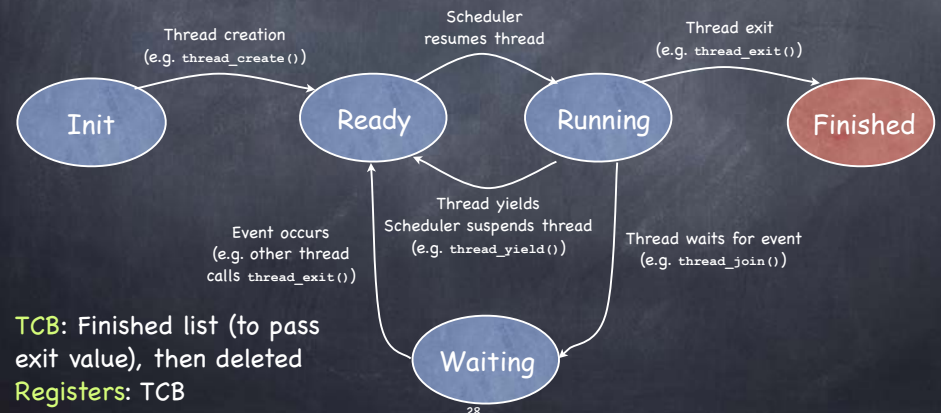 Thread creation
(e.g. thread_create())
Scheduler
resumes thread
Thread exit
(e.g. thread_exit())
Init
Ready
Running
Finished
Event occurs
(e.g. other thread
calls thread_exit())
Thread yields
Scheduler suspends thread
(e.g. thread_yield())
Thread waits for event
(e.g. thread_join())
Waiting
TCB: Finished list (to pass
exit value), then deleted
Registers: TCB
28